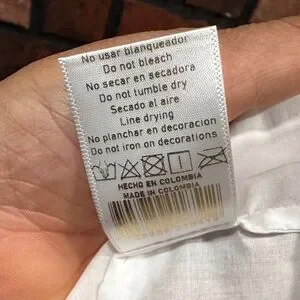 No usar blanqueador
Do not bleach
No secar en secadora
Do not tumble dry
Secado al aire
Line drying
No planchar en decoracion
Do not iron on decorations
HECHO EN COLOMBIA
MADE IN COLOMBIA